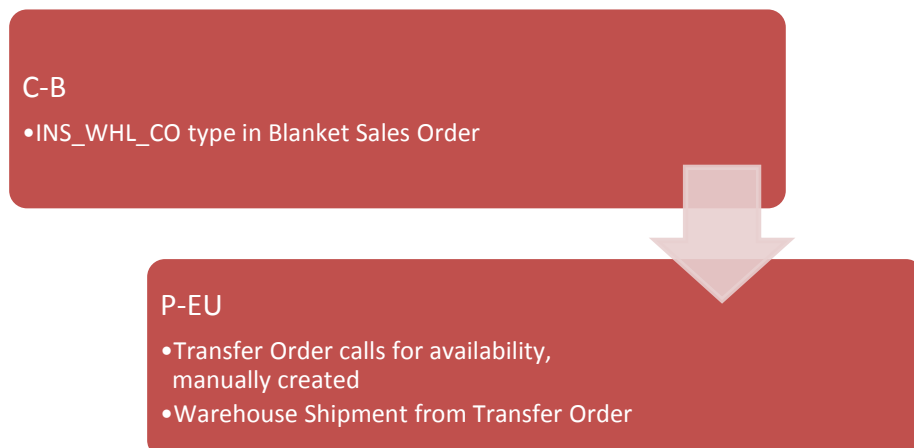 C-B
•INS_WHL_CO type in Blanket Sales Order
P-EU
•Transfer Order calls for availability,
manually created
•Warehouse Shipment from Transfer Order